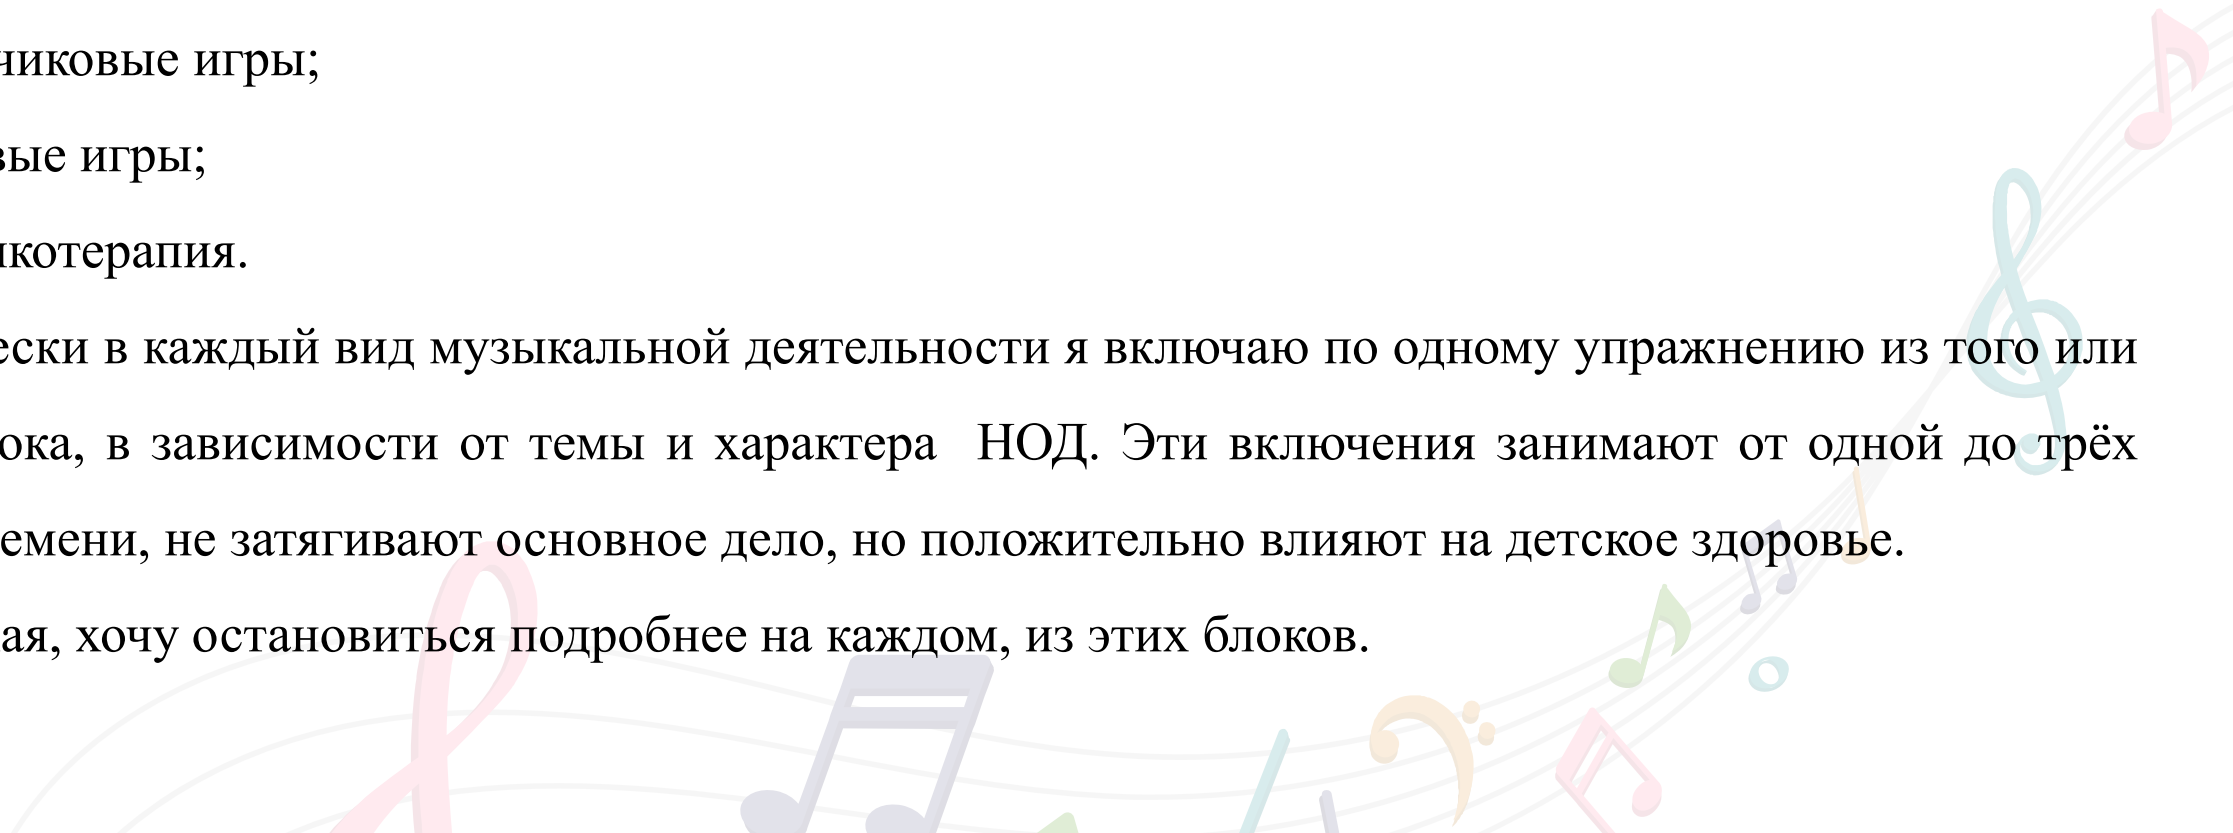 чиковые игры;
вые игры;
котерапия.
ески в каждый вид музыкальной деятельности я включаю по одному упражнению из того или
ока, в зависимости от темы и характера НОД. Эти включения занимают от одной до трёх
емени, не затягивают основное дело, но положительно влияют на детское здоровье.
ая, хочу остановиться подробнее на каждом, из этих блоков.